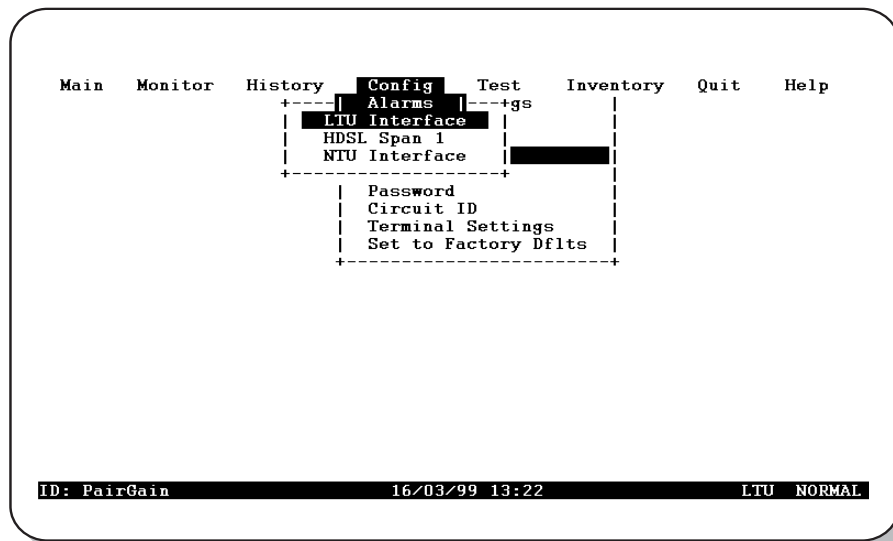 Main Monitor History Config Test Inventory Quit Help
Alarms gs
LTU Interface
HDSL Span 1
NTU Interface
Password
Circuit ID
Terminal Settings
Set to Factory Dflts
ID: PairGain 16/03/99 13:22 LTU NORMAL